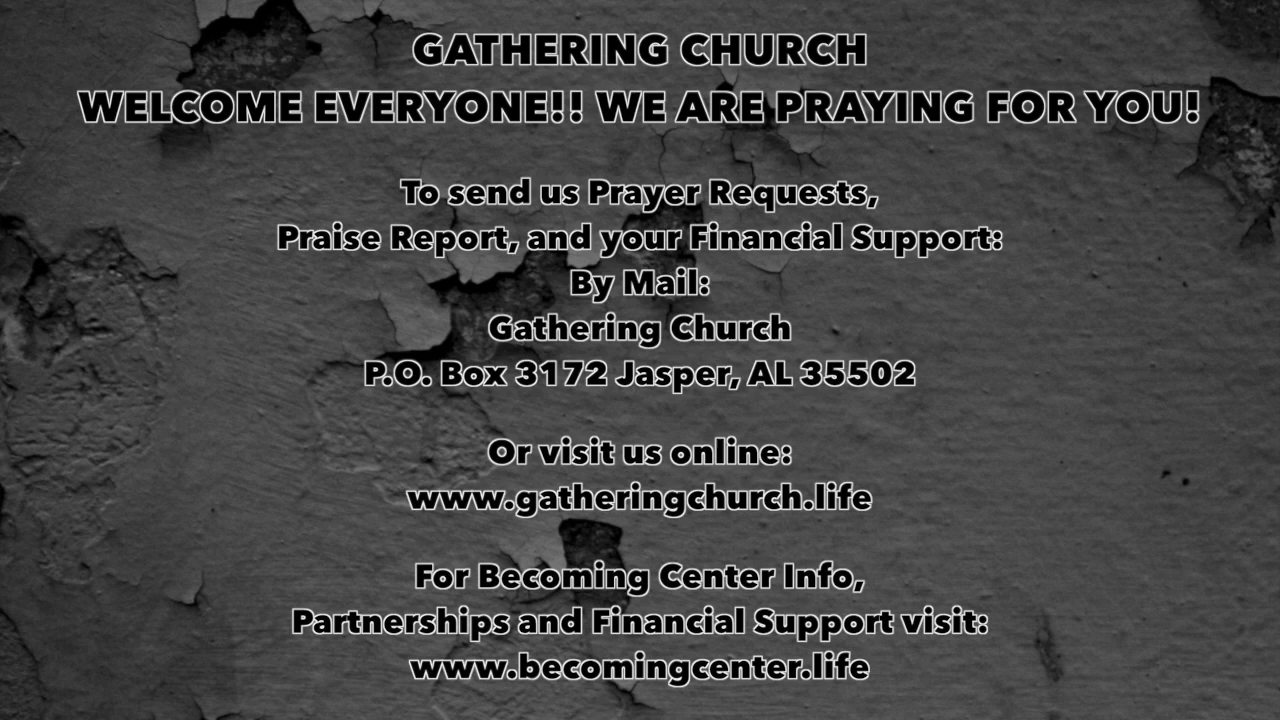 GATHERING CHURCH
WELCOME EVERYONE!! WE ARE PRAYING FOR YOU!
To send us Prayer Requests,
Praise Report, and your Financial Support:
By Mail:
Gathering Church
P.O. Box 3172 Jasper, AL 35502
Or visit us online:
www.gatheringchurch.life
For Becoming Center Info,
Partnerships and Financial Support visit:
www.becomingcenter.life